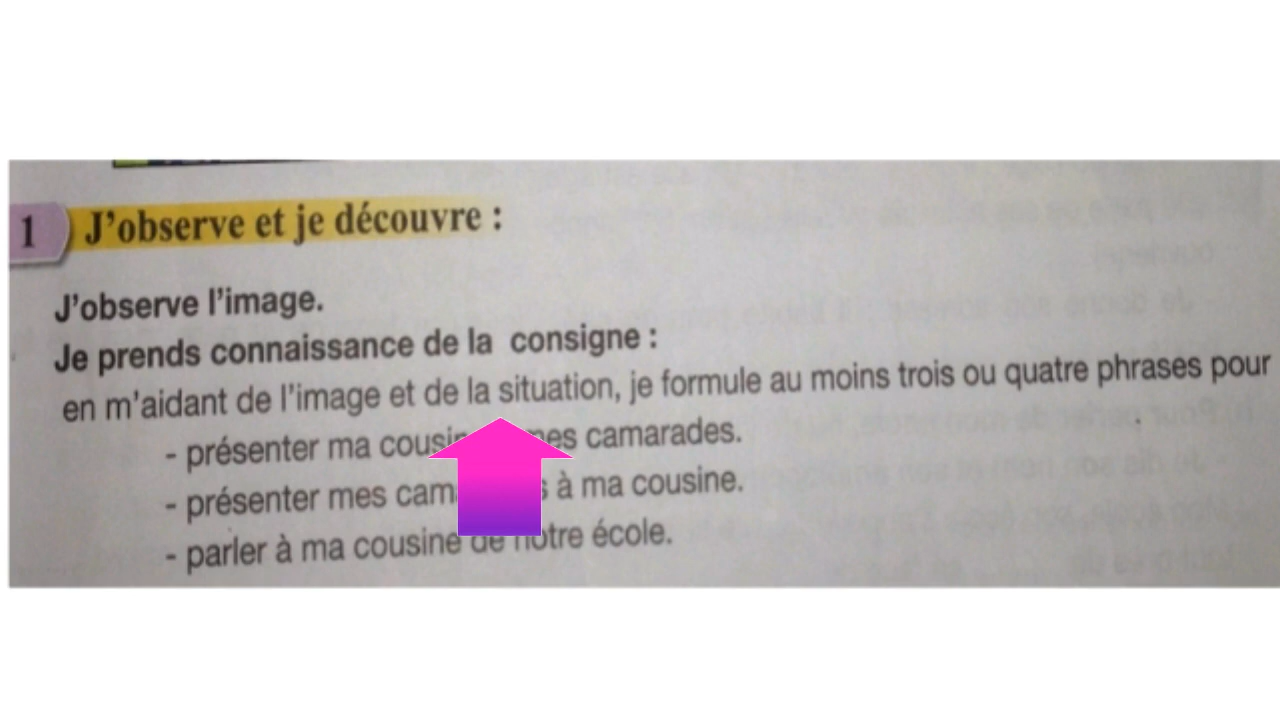 1 J'observe et je découvre :
J'observe l'image.
Je prends connaissance de la consigne :
en m'aidant de l'image et de la situation, je formule au moins trois ou quatre phrases pour
- présenter ma mes camarades.
- présenter mes à ma cousine.
- parler à ma cousine de notre école.